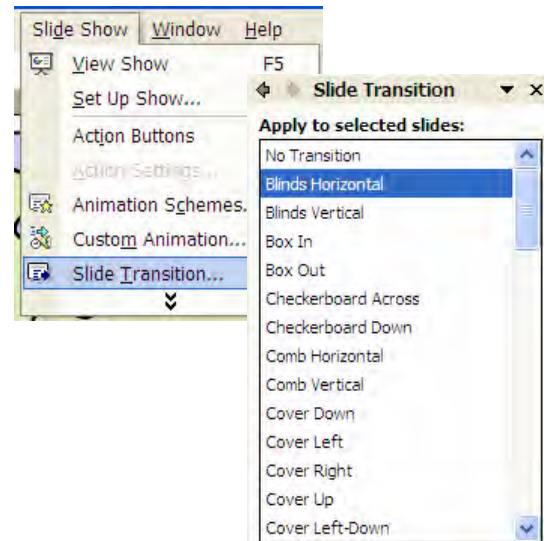 Slide Show Window Help
View Show F5
Set Up Show...
Action Buttons
Action Settings...
Animation Schemes.
Custom Animation...
Slide Transition...
Slide Transition
Apply to selected slides:
No Transition
Blinds Horizontal
Blinds Vertical
Box In
Box Out
Checkerboard Across
Checkerboard Down
Comb Horizontal
Comb Vertical
Cover Down
Cover Left
Cover Right
Cover Up
Cover Left-Down